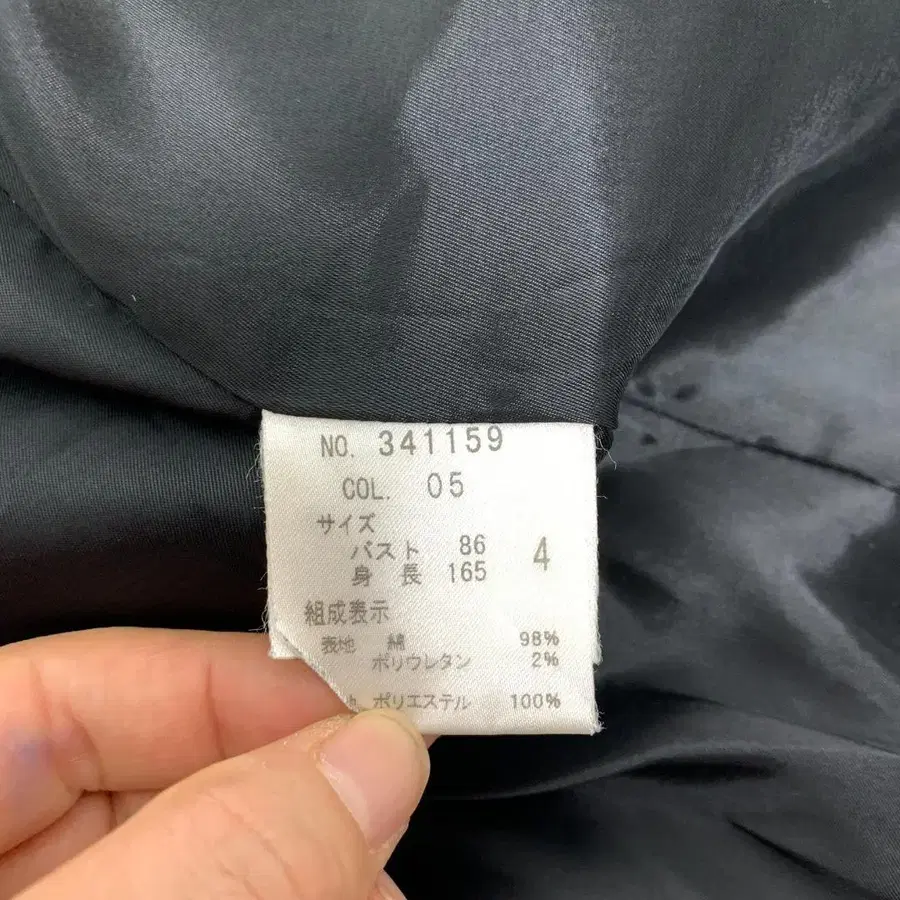 NO. 341159
COL. 05
サイズ
バスト 86 4
身長 165
組成表示
表地 綿 98%
ポリウレタン 2%
ポリエステル 100%